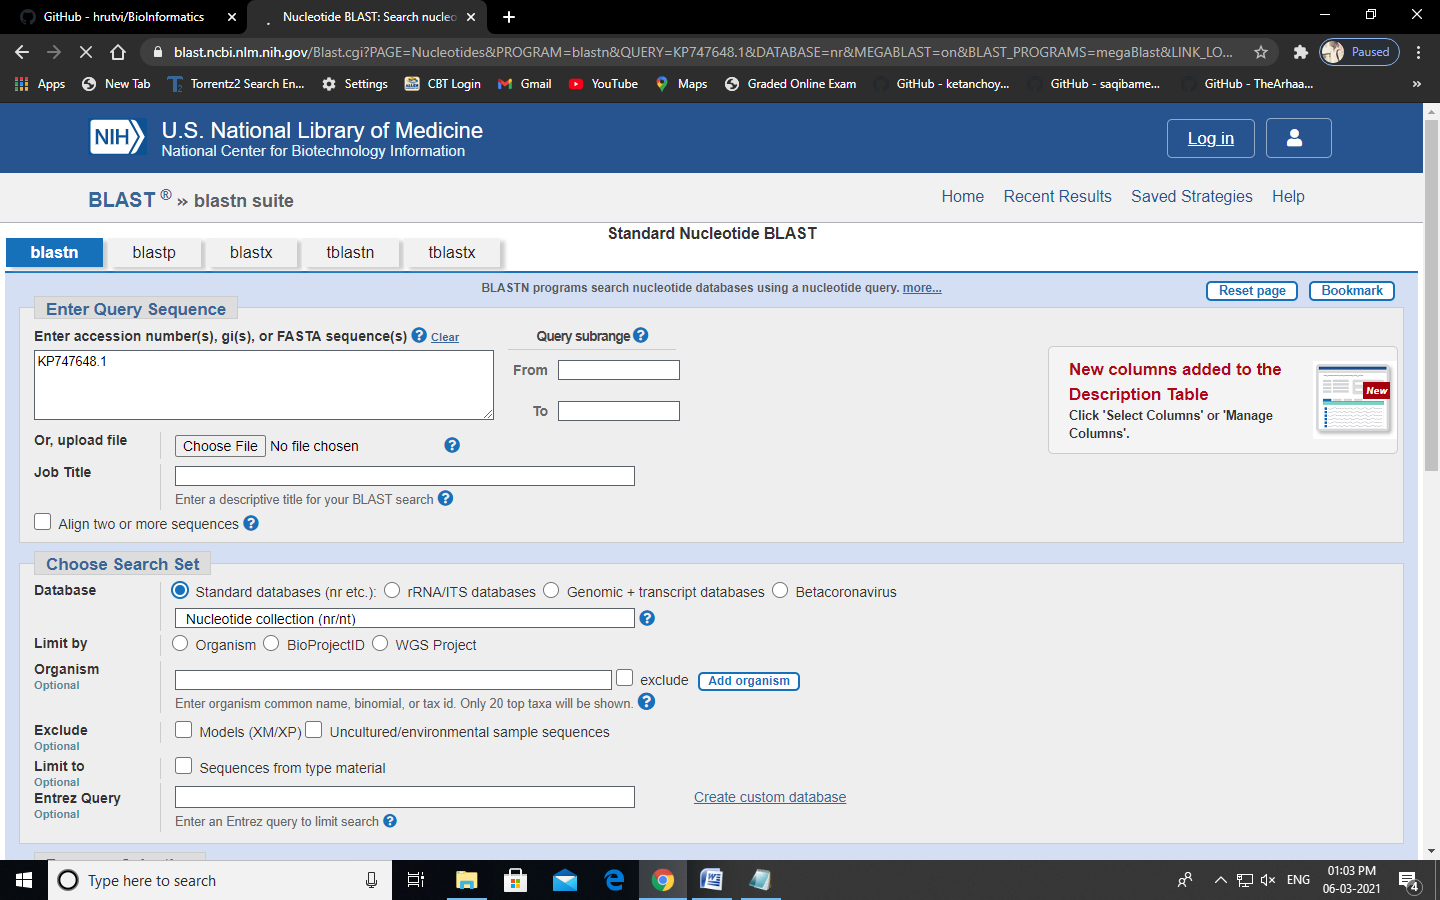 GitHub - hrutvi/BioInformatics
Nucleotide BLAST: Search nucleo
blast.ncbi.nlm.nih.gov/Blast.cgi?PAGE=Nucleotides&PROGRAM=blastn&QUERY=KP747648.1&DATABASE=nr&MEGABLAST=on&BLAST_PROGRAMS=megaBlast&LINK_LO...
Paused
Apps
New Tab
Torrentz2 Search En...
Settings
CBT Login
Gmail
YouTube
Maps
Graded Online Exam
GitHub - ketanchoy...
GitHub - saqibame...
GitHub - TheArhaa...
»
NIH
U.S. National Library of Medicine
National Center for Biotechnology Information
Log in
BLAST ® » blastn suite
Home
Recent Results
Saved Strategies
Help
Standard Nucleotide BLAST
blastn
blastp
blastx
tblastn
tblastx
BLASTN programs search nucleotide databases using a nucleotide query. more...
Reset page
Bookmark
Enter Query Sequence
Enter accession number(s), gi(s), or FASTA sequence(s) ? Clear
Query subrange ?
KP747648.1
From
To
New columns added to the
Description Table
Click 'Select Columns' or 'Manage
Columns'.
New
Or, upload file
Choose File No file chosen ?
Job Title
Enter a descriptive title for your BLAST search ?
Align two or more sequences ?
Choose Search Set
Database
Standard databases (nr etc.): rRNA/ITS databases Genomic + transcript databases Betacoronavirus
Nucleotide collection (nr/nt) ?
Limit by
Organism BioProjectID WGS Project
Organism
Optional
exclude Add organism
Enter organism common name, binomial, or tax id. Only 20 top taxa will be shown. ?
Exclude
Optional
Models (XM/XP) Uncultured/environmental sample sequences
Limit to
Optional
Sequences from type material
Entrez Query
Optional
Create custom database
Enter an Entrez query to limit search ?
Type here to search
ENG
01:03 PM
06-03-2021
4